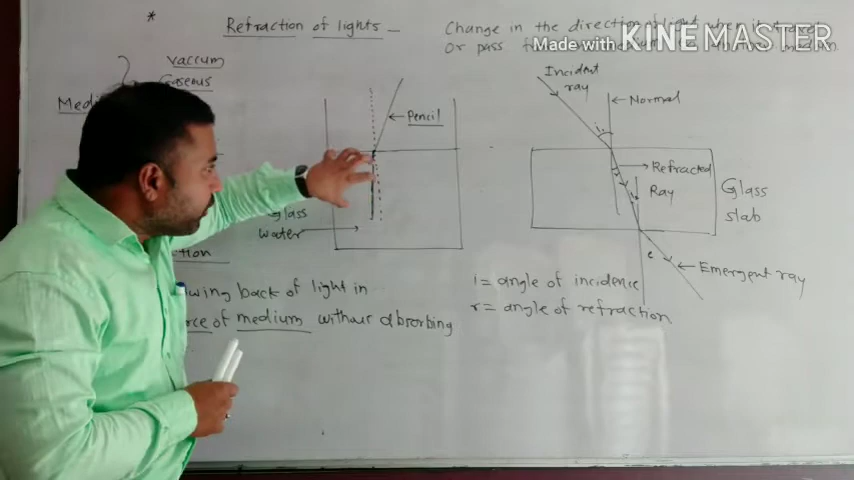 *
Refraction of lights - Change in the direction of light when it travel
Or pass
Made with KINEMASTER
vaccum
Gaseous
Medi
Pencil
Glass
water
Incident
ray
Normal
i
r
Refracted
Ray
Glass
slab
e
Emergent ray
ction
wing back of light in
rce of medium without absorbing
i = angle of incidence
r = angle of refraction